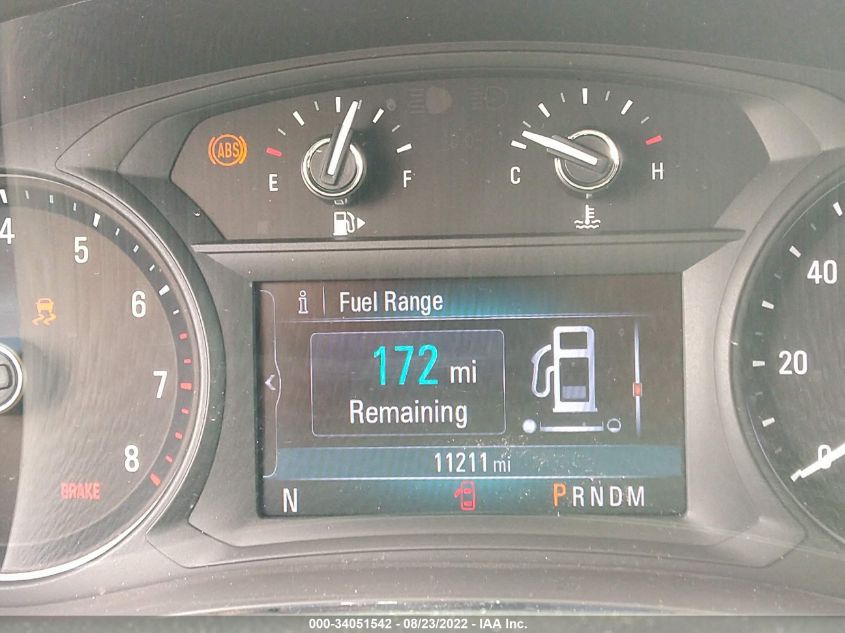 ABS
E F
C H
4
5
6
7
8
BRAKE
i Fuel Range
172 mi
Remaining
11211 mi
N
PRNDM
40
20
0
000-34051542 - 08/23/2022 - IAA Inc.